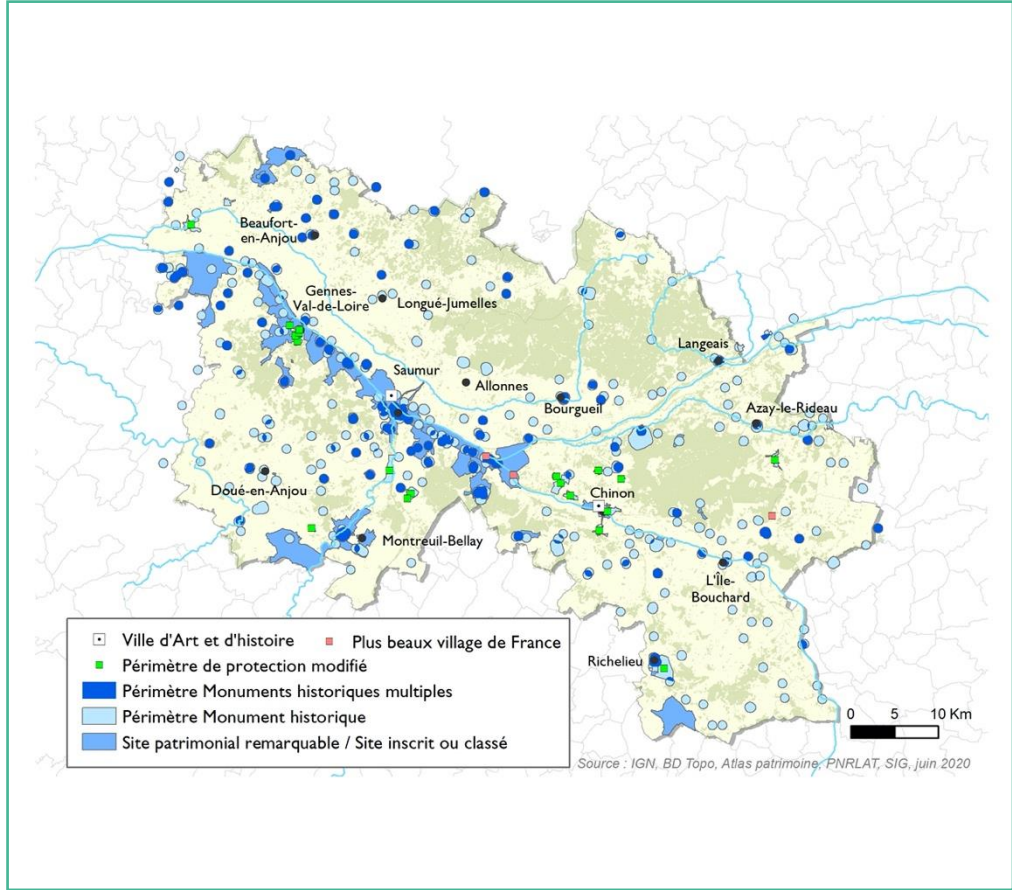 Beaufort-
en-Anjou
Gennes-
Val-de-Loire
Longué-Jumelles
Langeais
Saumur
Allonnes
Bourgueil
Azay-le-Rideau
Doué-en-Anjou
Chinon
Montreuil-Bellay
L'Île-
Bouchard
Richelieu
Ville d'Art et d'histoire
Plus beaux village de France
Périmètre de protection modifié
Périmètre Monuments historiques multiples
Périmètre Monument historique
Site patrimonial remarquable / Site inscrit ou classé
0 5 10 Km
Source : IGN, BD Topo, Atlas patrimoine, PNRLAT, SIG, juin 2020